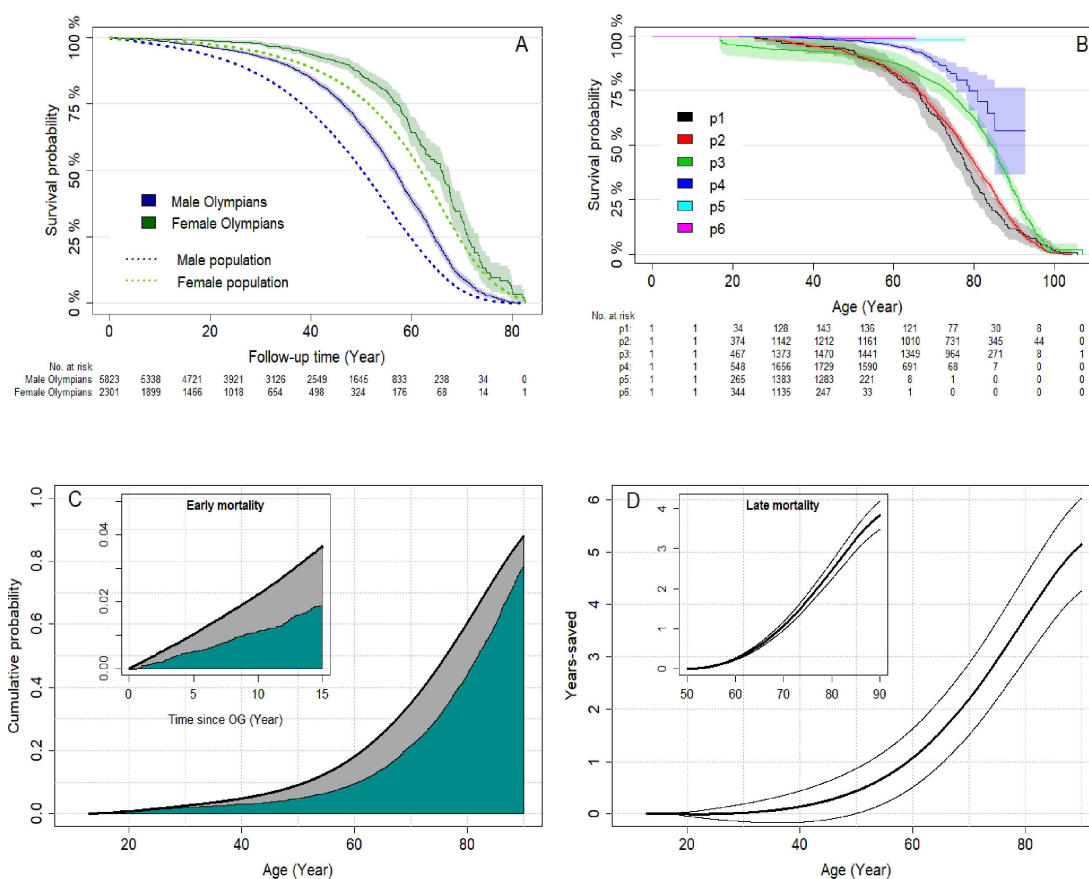 A
Survival probability
100 %
75 %
50 %
25 %
0 %
Male Olympians
Female Olympians
Male population
Female population
0 20 40 60 80
Follow-up time (Year)
No. at risk
Male Olympians 5823 5338 4721 3921 3126 2549 1645 833 238 34 0
Female Olympians 2301 1899 1466 1018 654 498 324 176 68 14 1
B
Survival probability
100 %
75 %
50 %
25 %
0 %
p1
p2
p3
p4
p5
p6
0 20 40 60 80 100
Age (Year)
No. at risk
p1: 1 1 34 128 143 136 121 77 30 8 0
p2: 1 1 374 1142 1212 1161 1010 731 345 44 0
p3: 1 1 467 1373 1470 1441 1349 964 271 8 1
p4: 1 1 548 1656 1729 1590 691 68 7 0 0
p5: 1 1 265 1383 1283 221 8 1 0 0 0
p6: 1 1 344 1135 247 33 1 0 0 0 0
C
Cumulative probability
1.0
0.8
0.6
0.4
0.2
0.0
Early mortality
0.04
0.02
0.00
0 5 10 15
Time since OG (Year)
20 40 60 80
Age (Year)
D
Years-saved
6
5
4
3
2
1
0
Late mortality
4
3
2
1
0
50 60 70 80 90
20 40 60 80
Age (Year)